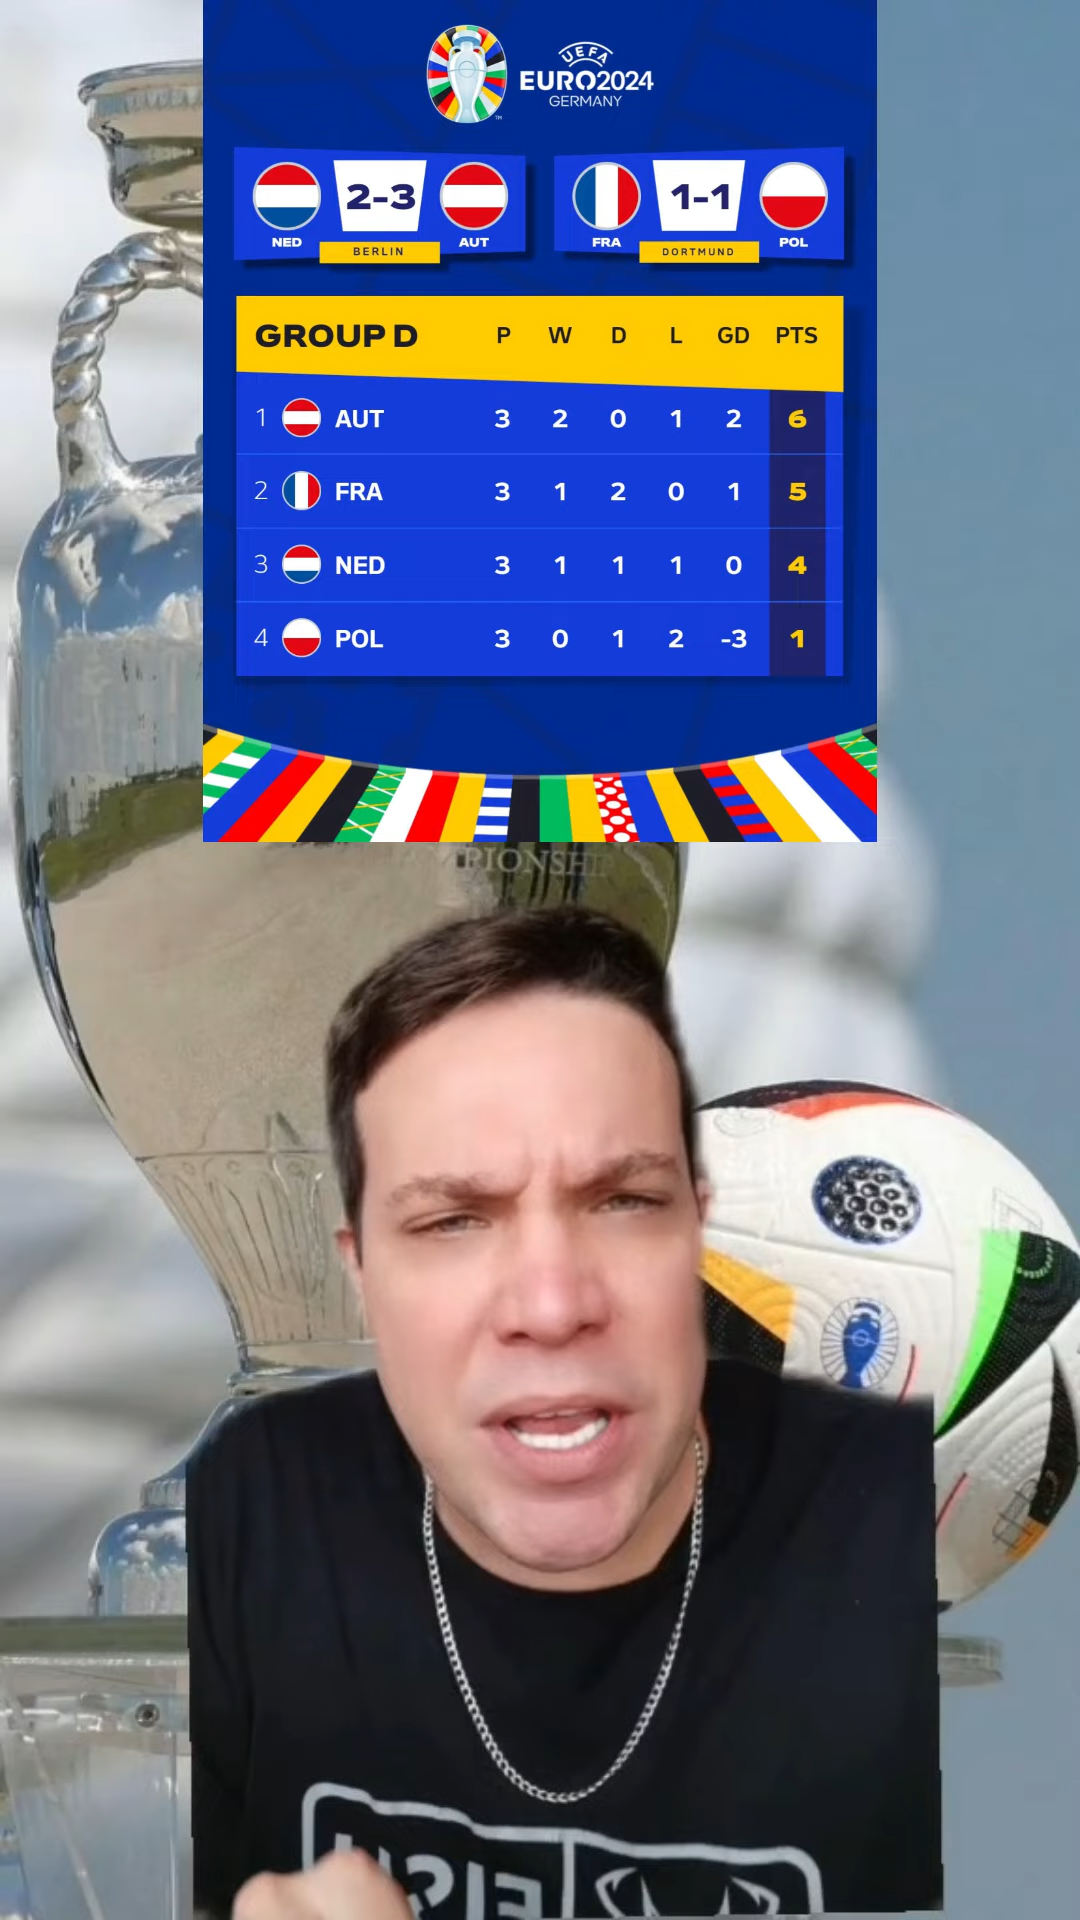 UEFA
EURO2024
GERMANY
TM
2-3
NED
AUT
BERLIN
1-1
FRA
POL
DORTMUND
GROUP D P W D L GD PTS
1 AUT 3 2 0 1 2 6
2 FRA 3 1 2 0 1 5
3 NED 3 1 1 1 0 4
4 POL 3 0 1 2 -3 1